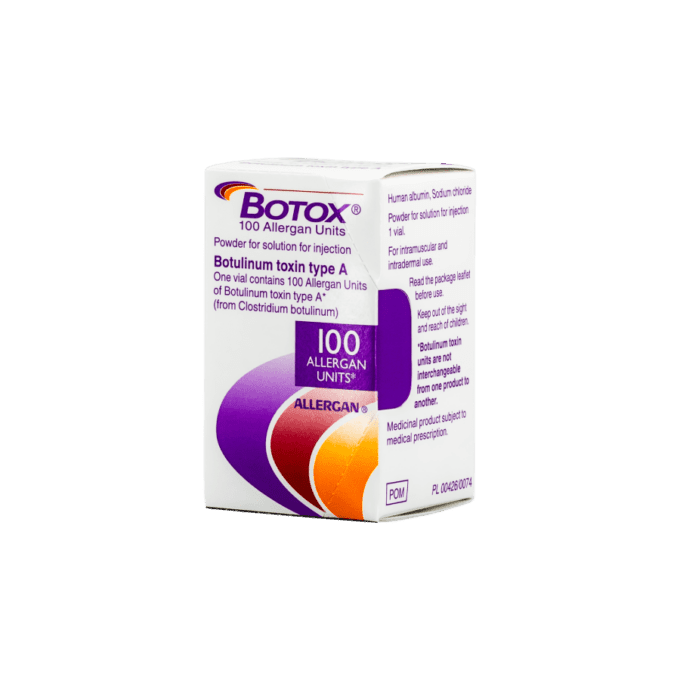 BOTOX®
100 Allergan Units
Powder for solution for injection
Botulinum toxin type A
One vial contains 100 Allergan Units
of Botulinum toxin type A*
(from Clostridium botulinum)
100
ALLERGAN
UNITS*
ALLERGAN®
Human albumin, Sodium chloride
Powder for solution for injection
1 vial.
For intramuscular and
intradermal use.
Read the package leaflet
before use.
Keep out of the sight
and reach of children.
*Botulinum toxin
units are not
interchangeable
from one product to
another.
Medicinal product subject to
medical prescription.
POM
PL 00426/0074